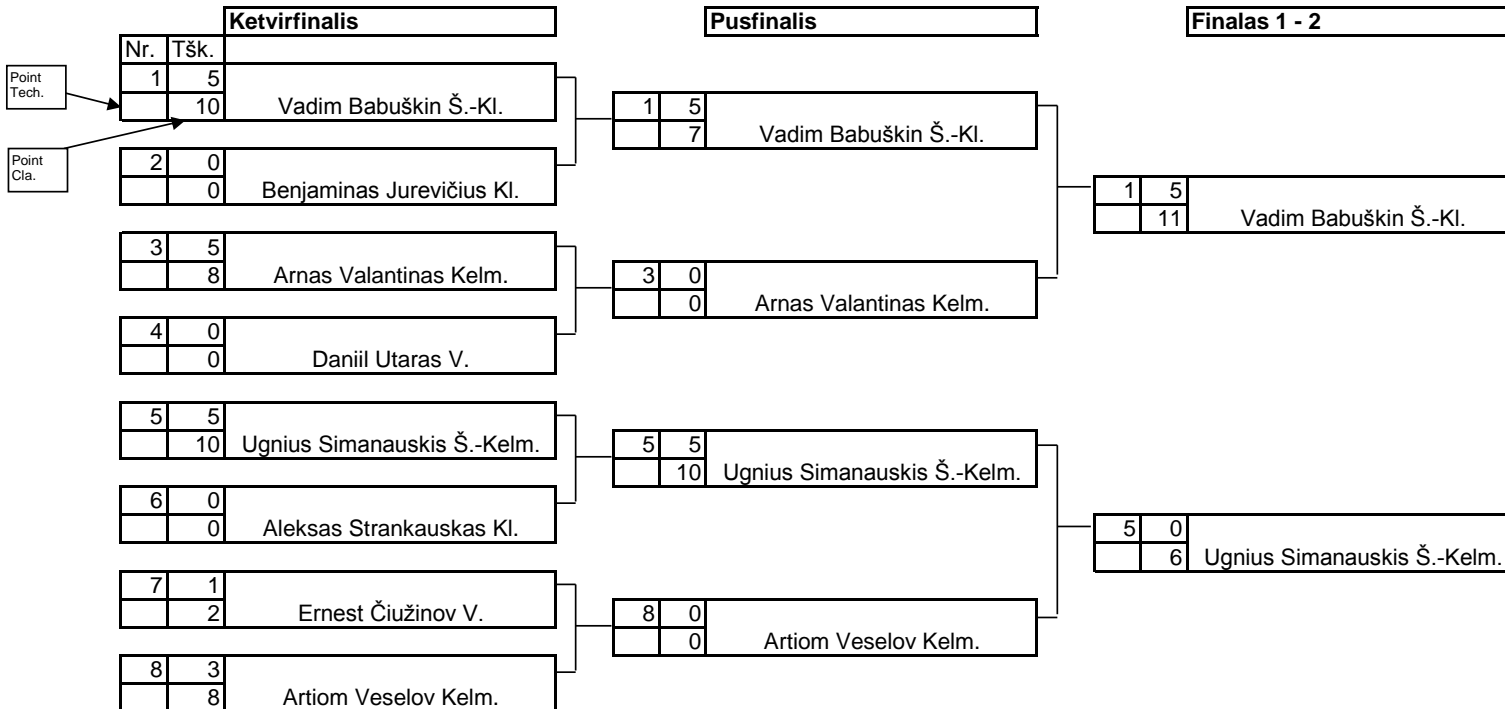 Ketvirfinalis Pusfinalis Finalas 1 - 2
Nr. Tšk.
Point
Tech.
1 5
10 Vadim Babuškin Š.-Kl.
1 5
7 Vadim Babuškin Š.-Kl.
Point
Cla.
2 0
0 Benjaminas Jurevičius Kl.
1 5
11 Vadim Babuškin Š.-Kl.
3 5
8 Arnas Valantinas Kelm.
3 0
0 Arnas Valantinas Kelm.
4 0
0 Daniil Utaras V.
5 5
10 Ugnius Simanauskis Š.-Kelm.
5 5
10 Ugnius Simanauskis Š.-Kelm.
6 0
0 Aleksas Strankauskas Kl.
5 0
6 Ugnius Simanauskis Š.-Kelm.
7 1
2 Ernest Čiužinov V.
8 0
0 Artiom Veselov Kelm.
8 3
8 Artiom Veselov Kelm.